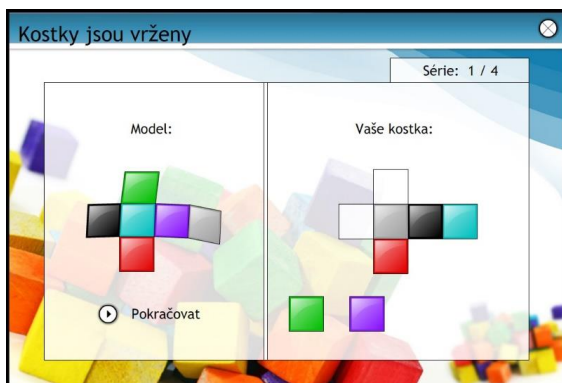 Kostky jsou vrženy
Série: 1 / 4
Model:
Vaše kostka:
Pokračovat